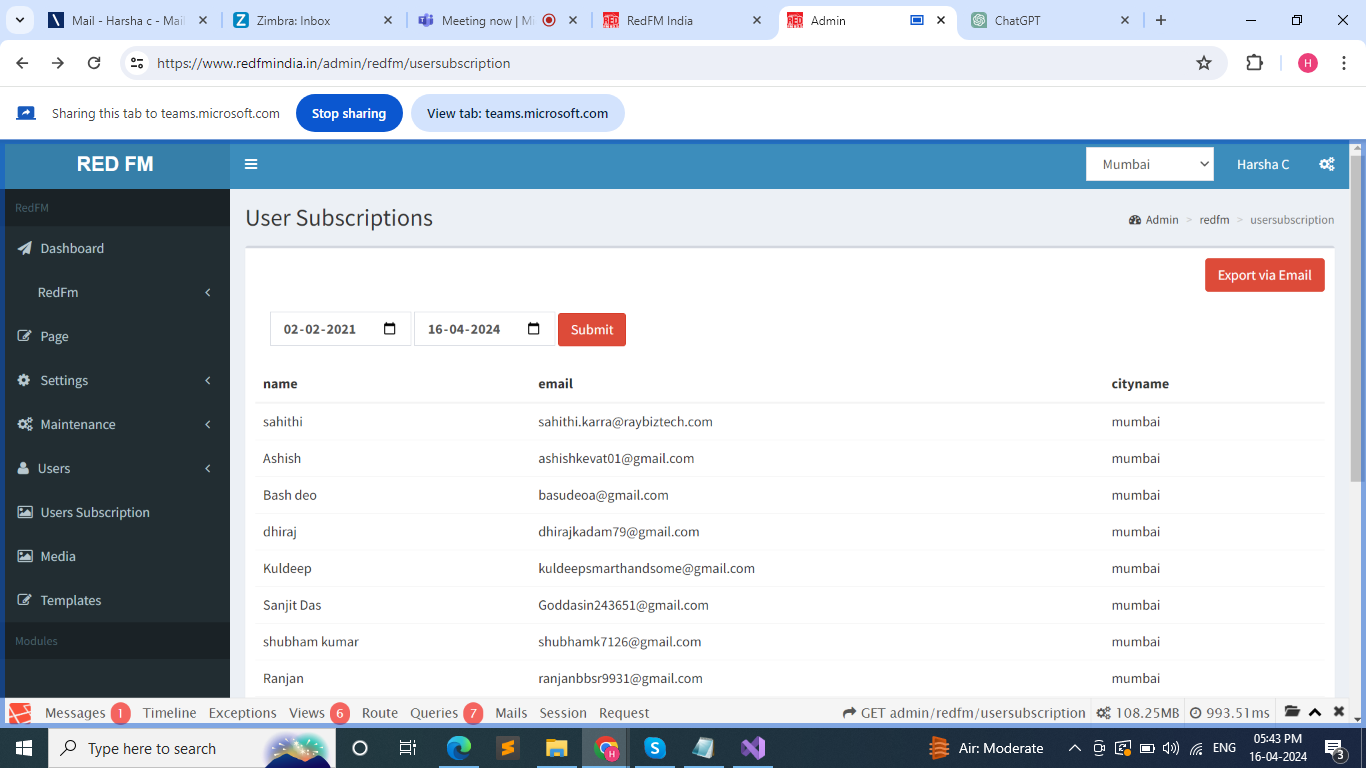 Mail - Harsha c - Mail
Zimbra: Inbox
Meeting now | Mi
RedFM India
Admin
ChatGPT
https://www.redfmindia.in/admin/redfm/usersubscription
H
Sharing this tab to teams.microsoft.com
Stop sharing
View tab: teams.microsoft.com
RED FM
Mumbai
Harsha C
RedFM
User Subscriptions
Admin > redfm > usersubscription
Dashboard
Export via Email
RedFm
02-02-2021
16-04-2024
Submit
Page
Settings
name email cityname
sahithi sahithi.karra@raybiztech.com mumbai
Maintenance
Ashish ashishkevat01@gmail.com mumbai
Users
Bash deo basudeoa@gmail.com mumbai
Users Subscription
dhiraj dhirajkadam79@gmail.com mumbai
Media
Kuldeep kuldeepsmarthandsome@gmail.com mumbai
Templates
Sanjit Das Goddasin243651@gmail.com mumbai
Modules
shubham kumar shubhamk7126@gmail.com mumbai
Ranjan ranjanbbsr9931@gmail.com mumbai
Messages 1 Timeline Exceptions Views 6 Route Queries 7 Mails Session Request GET admin/redfm/usersubscription 108.25MB 993.51ms
Type here to search
Air: Moderate
ENG
05:43 PM
16-04-2024
3